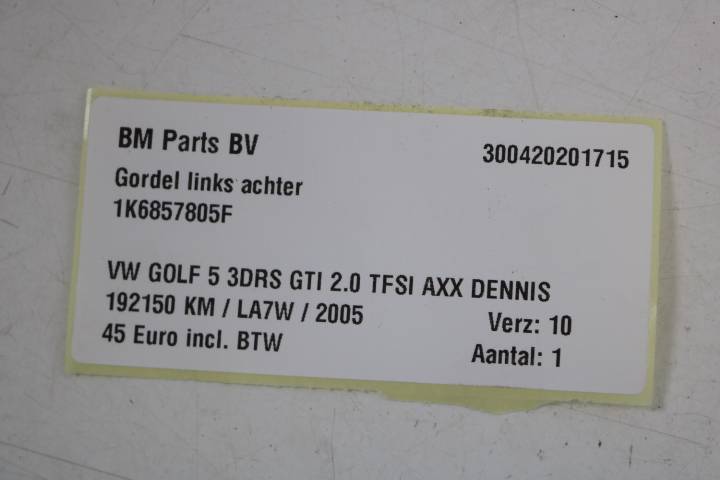 BM Parts BV 300420201715
Gordel links achter
1K6857805F
VW GOLF 5 3DRS GTI 2.0 TFSI AXX DENNIS
192150 KM / LA7W / 2005 Verz: 10
45 Euro incl. BTW Aantal: 1